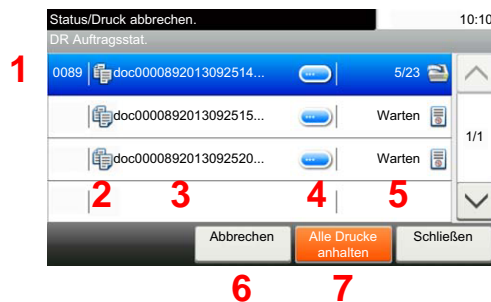 Status/Druck abbrechen. 10:10
DR Auftragsstat.
1 0089 doc0000892013092514... 5/23
doc0000892013092515... Warten
1/1
doc0000892013092520... Warten
2 3 4 5
Abbrechen Alle Drucke anhalten Schließen
6 7